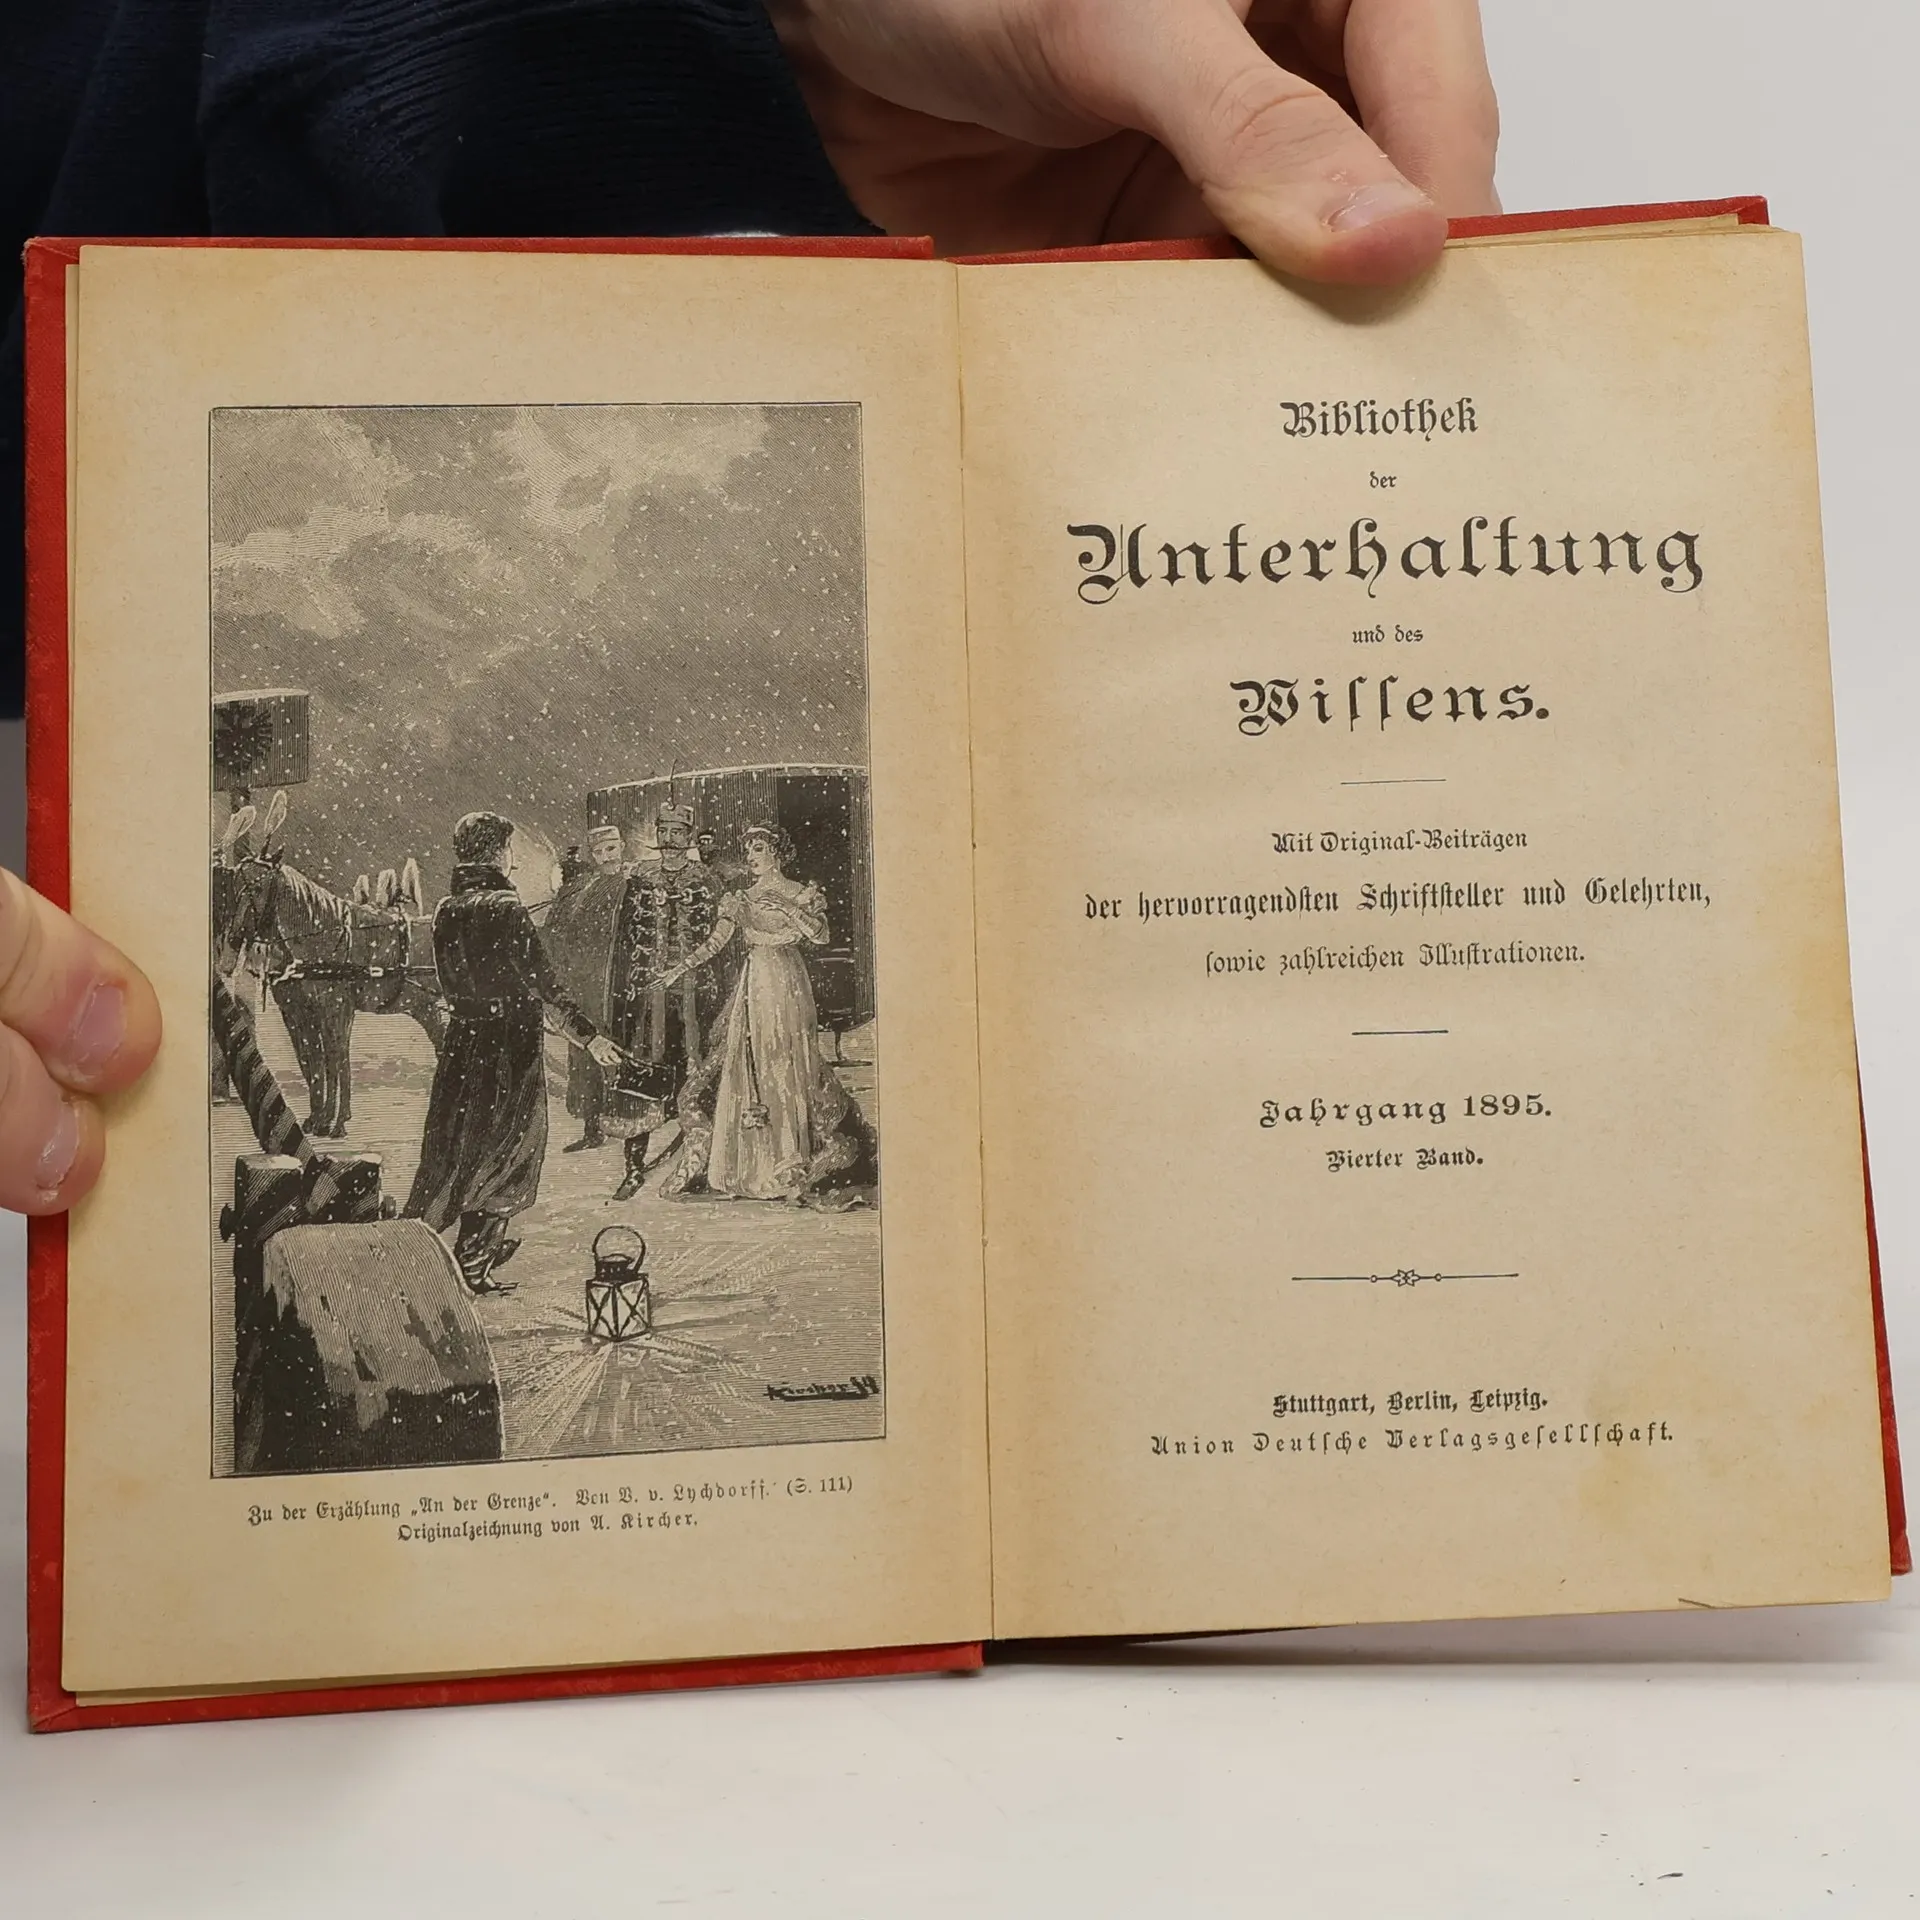 Kircher 94
Zu der Erzählung „An der Grenze“. Von V. v. Lychdorff. (S. 111)
Originalzeichnung von A. Kircher.
Bibliothek
der
Unterhaltung
und des
Wiſſens.
Mit Original-Beiträgen
der hervorragendſten Schriftſteller und Gelehrten,
ſowie zahlreichen Illuſtrationen.
Jahrgang 1895.
Vierter Band.
Stuttgart, Berlin, Leipzig.
Union Deutſche Verlagsgeſellſchaft.